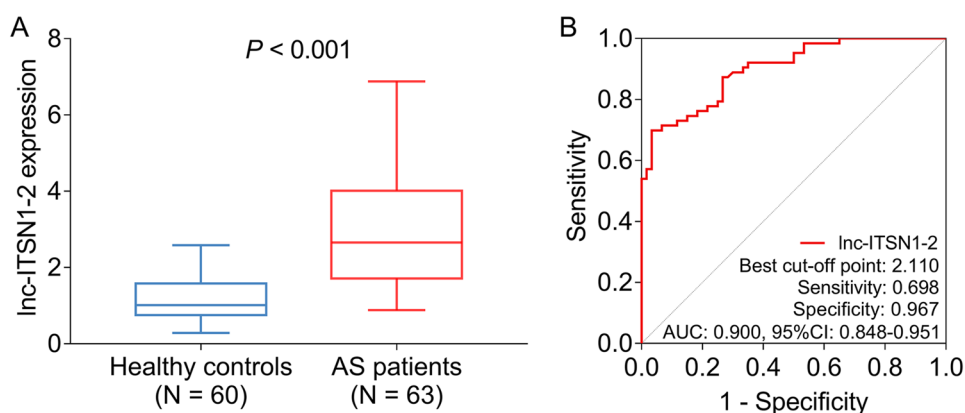 A
P < 0.001
lnc-ITSN1-2 expression
8
6
4
2
0
Healthy controls
(N = 60)
AS patients
(N = 63)
B
Sensitivity
1.0
0.8
0.6
0.4
0.2
0.0
0.0 0.2 0.4 0.6 0.8 1.0
1 - Specificity
lnc-ITSN1-2
Best cut-off point: 2.110
Sensitivity: 0.698
Specificity: 0.967
AUC: 0.900, 95%CI: 0.848-0.951